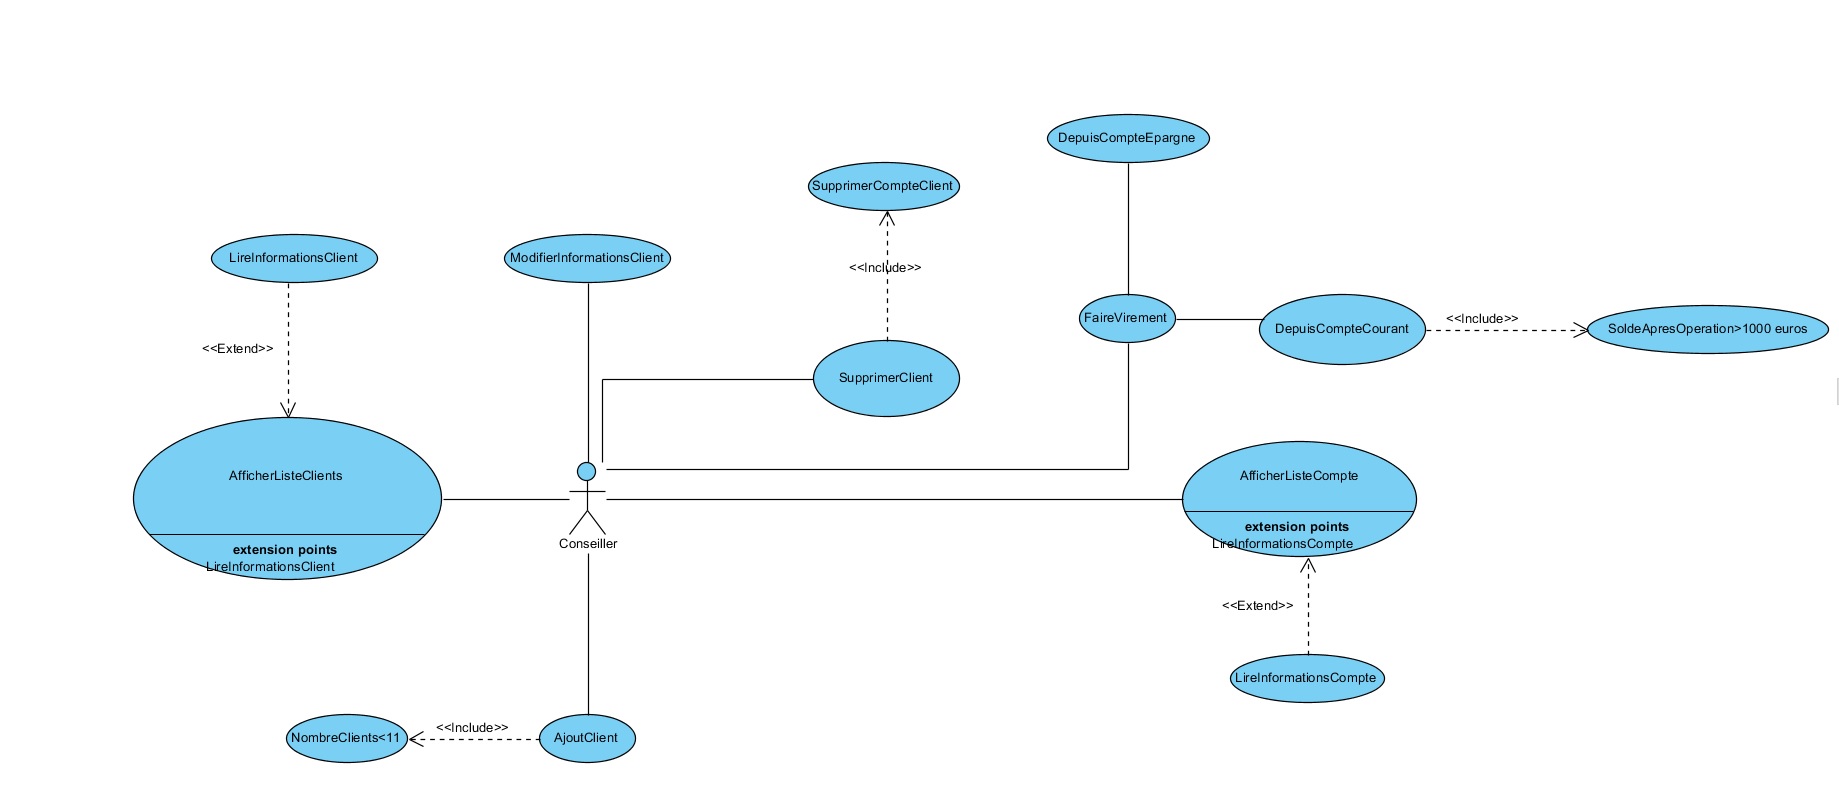 DepuisCompteEpargne
SupprimerCompteClient
LireInformationsClient
ModifierInformationsClient
<<Include>>
FaireVirement
<<Include>>
DepuisCompteCourant
SoldeApresOperation>1000 euros
<<Extend>>
SupprimerClient
AfficherListeClients
AfficherListeCompte
extension points
LireInformationsCompte
Conseiller
extension points
LireInformationsClient
<<Extend>>
LireInformationsCompte
<<Include>>
NombreClients<11
AjoutClient